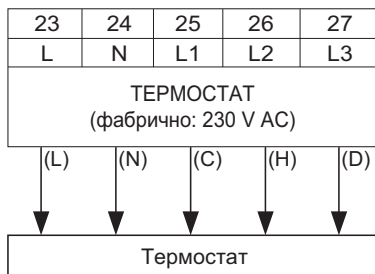 23 24 25 26 27
L N L1 L2 L3
ТЕРМОСТАТ
(фабрично: 230 V AC)
(L) (N) (C) (H) (D)
Термостат